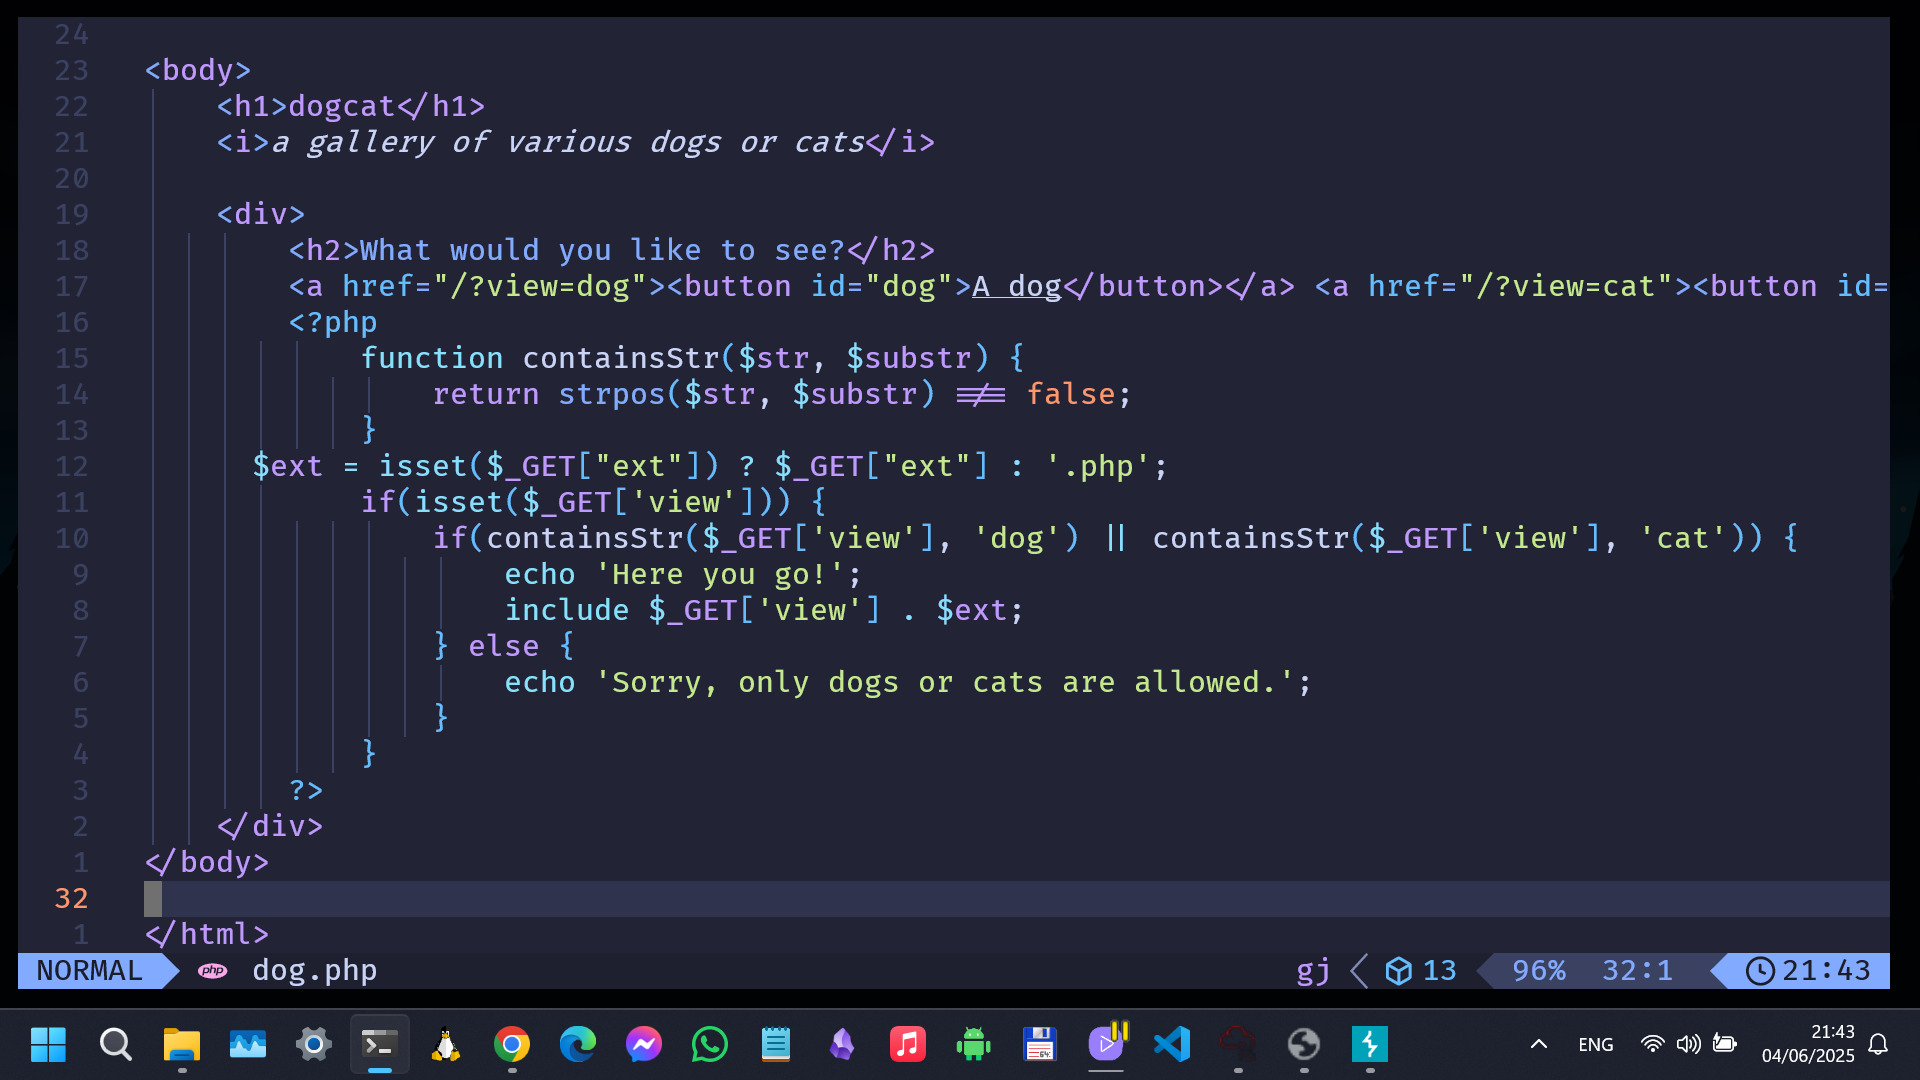 24
23 <body>
22 <h1>dogcat</h1>
21 <i>a gallery of various dogs or cats</i>
20
19 <div>
18 <h2>What would you like to see?</h2>
17 <a href="/?view=dog"><button id="dog">A dog</button></a> <a href="/?view=cat"><button id=
16 <?php
15 function containsStr($str, $substr) {
14 return strpos($str, $substr) !== false;
13 }
12 $ext = isset($_GET["ext"]) ? $_GET["ext"] : '.php';
11 if(isset($_GET['view'])) {
10 if(containsStr($_GET['view'], 'dog') || containsStr($_GET['view'], 'cat')) {
9 echo 'Here you go!';
8 include $_GET['view'] . $ext;
7 } else {
6 echo 'Sorry, only dogs or cats are allowed.';
5 }
4 }
3 ?>
2 </div>
1 </body>
32
1 </html>
NORMAL php dog.php gj 13 96% 32:1 21:43
64
ENG 21:43
04/06/2025